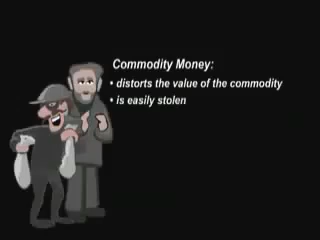 Commodity Money:
• distorts the value of the commodity
• is easily stolen